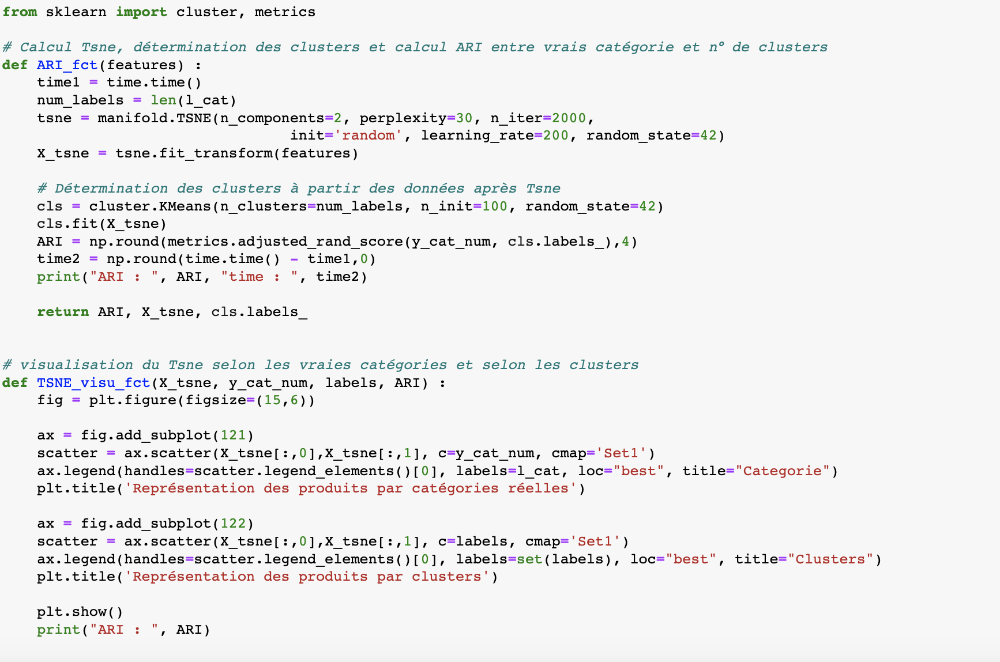 from sklearn import cluster, metrics
# Calcul Tsne, détermination des clusters et calcul ARI entre vrais catégorie et n° de clusters
def ARI_fct(features) :
    time1 = time.time()
    num_labels = len(l_cat)
    tsne = manifold.TSNE(n_components=2, perplexity=30, n_iter=2000,
                                 init='random', learning_rate=200, random_state=42)
    X_tsne = tsne.fit_transform(features)
    # Détermination des clusters à partir des données après Tsne
    cls = cluster.KMeans(n_clusters=num_labels, n_init=100, random_state=42)
    cls.fit(X_tsne)
    ARI = np.round(metrics.adjusted_rand_score(y_cat_num, cls.labels_),4)
    time2 = np.round(time.time() - time1,0)
    print("ARI : ", ARI, "time : ", time2)
    return ARI, X_tsne, cls.labels_
# visualisation du Tsne selon les vraies catégories et selon les clusters
def TSNE_visu_fct(X_tsne, y_cat_num, labels, ARI) :
    fig = plt.figure(figsize=(15,6))
    ax = fig.add_subplot(121)
    scatter = ax.scatter(X_tsne[:,0],X_tsne[:,1], c=y_cat_num, cmap='Set1')
    ax.legend(handles=scatter.legend_elements()[0], labels=l_cat, loc="best", title="Categorie")
    plt.title('Représentation des produits par catégories réelles')
    ax = fig.add_subplot(122)
    scatter = ax.scatter(X_tsne[:,0],X_tsne[:,1], c=labels, cmap='Set1')
    ax.legend(handles=scatter.legend_elements()[0], labels=set(labels), loc="best", title="Clusters")
    plt.title('Représentation des produits par clusters')
    plt.show()
    print("ARI : ", ARI)